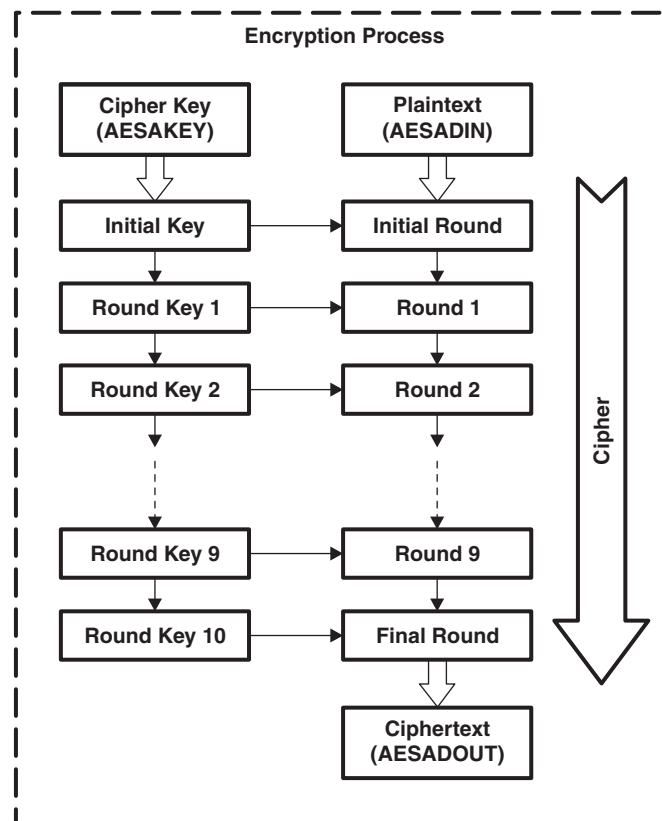 Encryption Process
Cipher Key
(AESAKEY)
Plaintext
(AESADIN)
Initial Key
Initial Round
Round Key 1
Round 1
Round Key 2
Round 2
Cipher
Round Key 9
Round 9
Round Key 10
Final Round
Ciphertext
(AESADOUT)